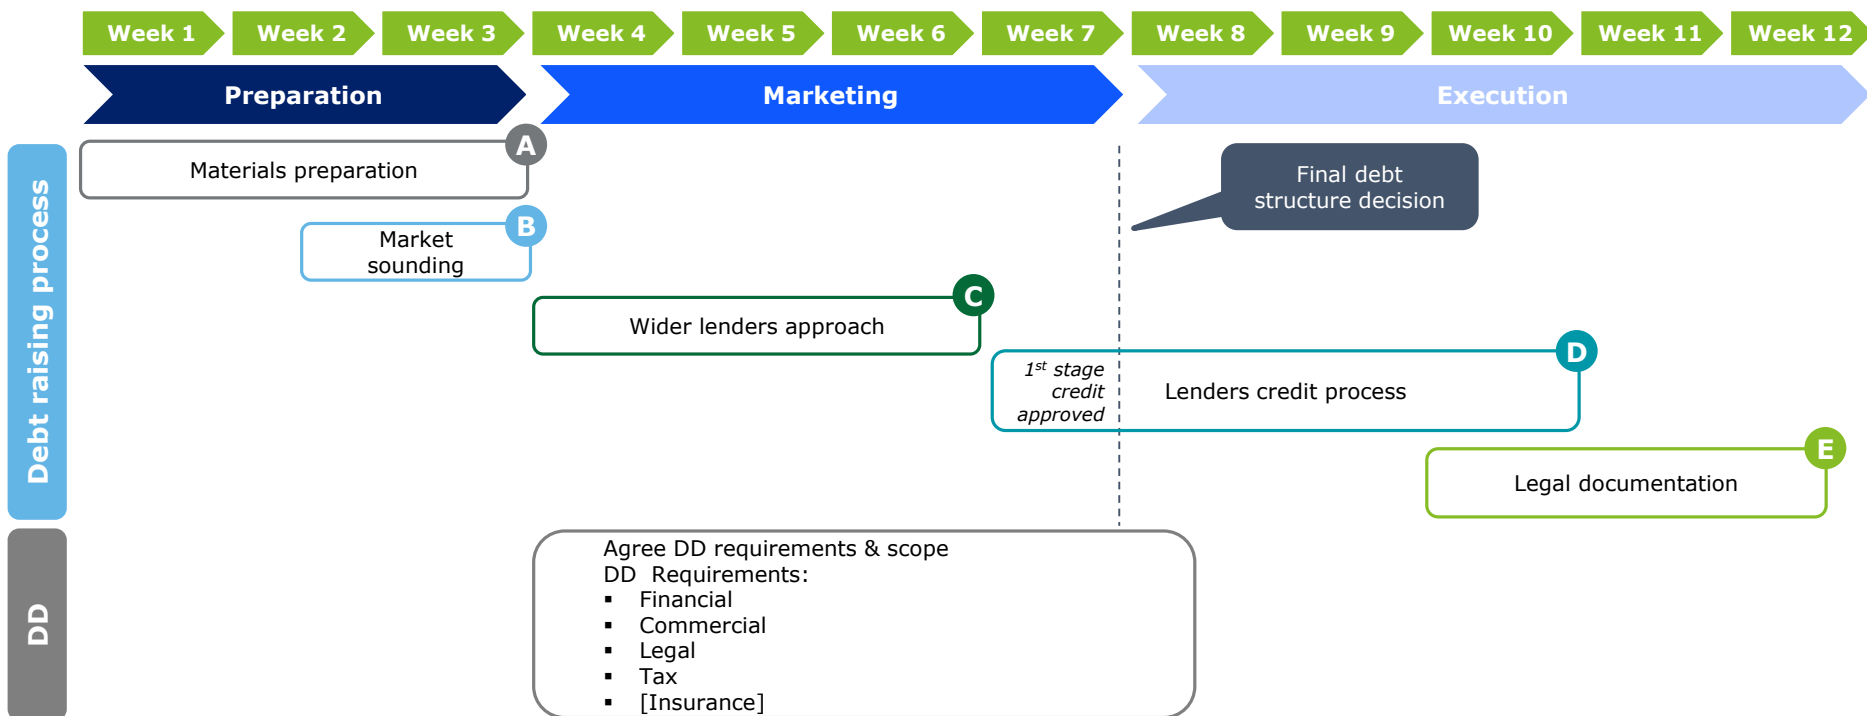 Week 1
Week 2
Week 3
Week 4
Week 5
Week 6
Week 7
Week 8
Week 9
Week 10
Week 11
Week 12
Preparation
Marketing
Execution
Debt raising process
A
Materials preparation
Final debt
structure decision
B
Market
sounding
C
Wider lenders approach
D
1st stage
credit
approved
Lenders credit process
E
Legal documentation
DD
Agree DD requirements & scope
DD  Requirements:
▪ Financial
▪ Commercial
▪ Legal
▪ Tax
▪ [Insurance]